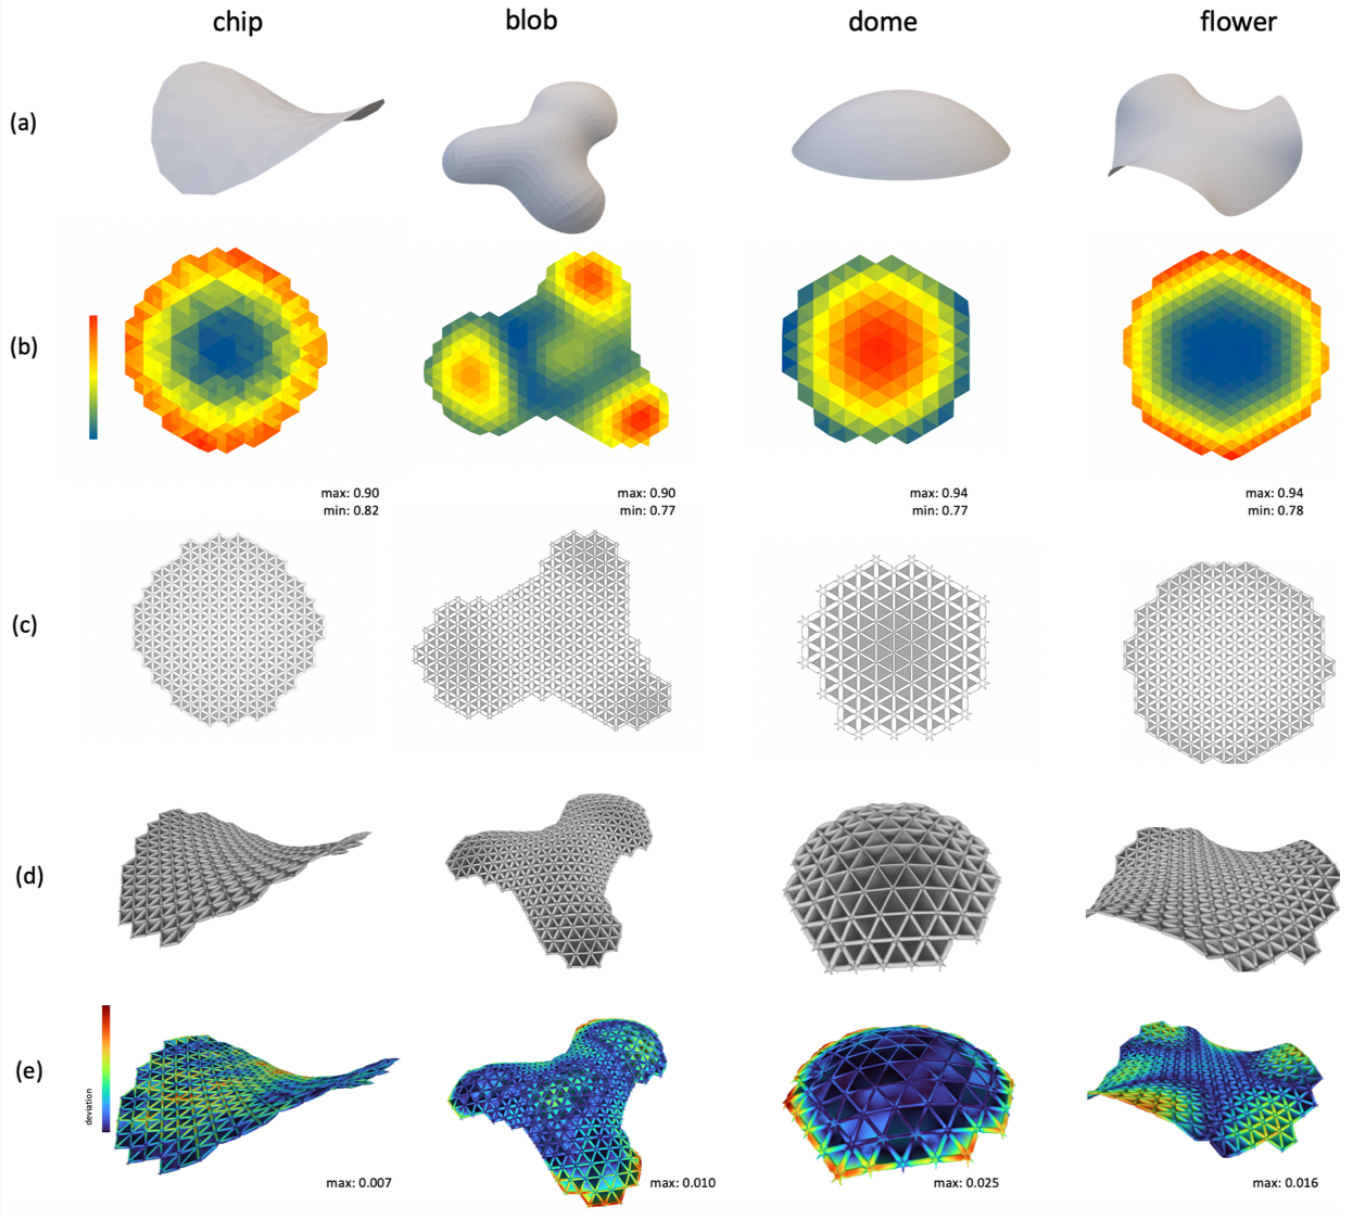 chip blob dome flower
(a)
(b)
max: 0.90 max: 0.90 max: 0.94 max: 0.94
min: 0.82 min: 0.77 min: 0.77 min: 0.78
(c)
(d)
(e)
deviation
max: 0.007 max: 0.010 max: 0.025 max: 0.016